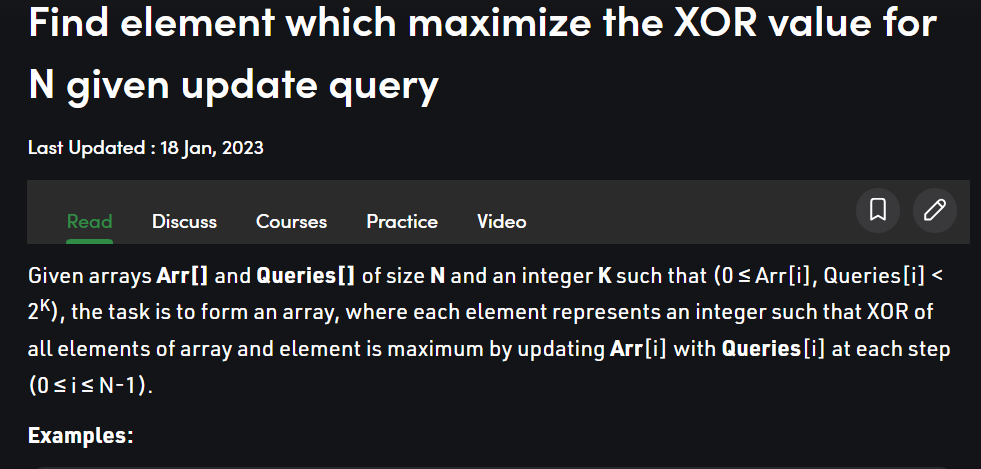 Find element which maximize the XOR value for
N given update query
Last Updated : 18 Jan, 2023
Read Discuss Courses Practice Video
Given arrays Arr[] and Queries[] of size N and an integer K such that (0 ≤ Arr[i], Queries[i] <
2ᴷ), the task is to form an array, where each element represents an integer such that XOR of
all elements of array and element is maximum by updating Arr[i] with Queries[i] at each step
(0 ≤ i ≤ N-1).
Examples: